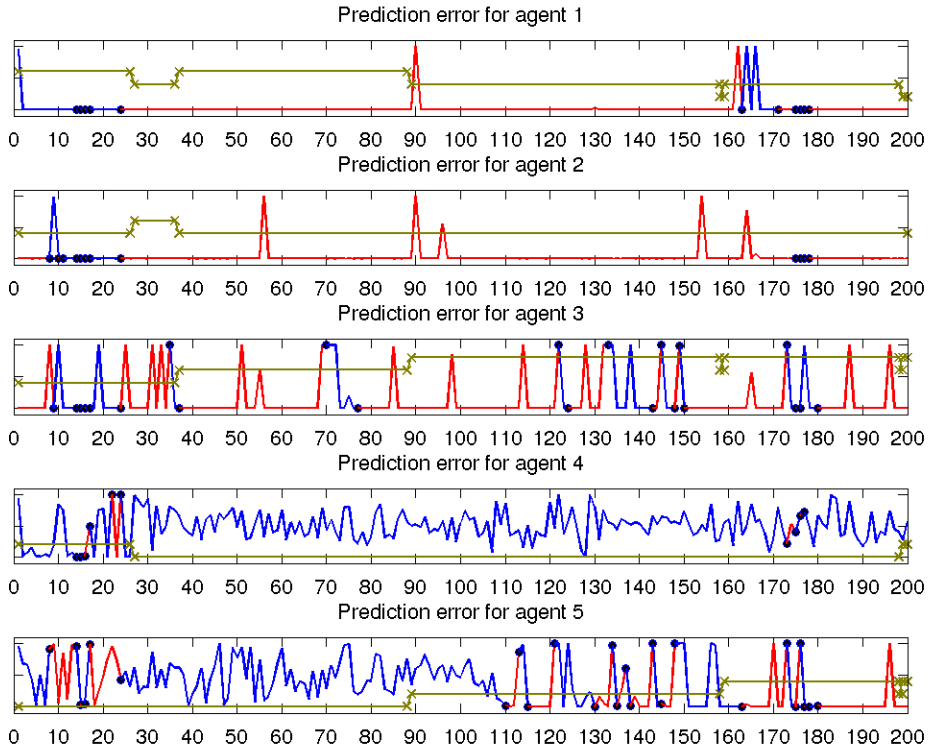 Prediction error for agent 1
0 10 20 30 40 50 60 70 80 90 100 110 120 130 140 150 160 170 180 190 200
Prediction error for agent 2
0 10 20 30 40 50 60 70 80 90 100 110 120 130 140 150 160 170 180 190 200
Prediction error for agent 3
0 10 20 30 40 50 60 70 80 90 100 110 120 130 140 150 160 170 180 190 200
Prediction error for agent 4
0 10 20 30 40 50 60 70 80 90 100 110 120 130 140 150 160 170 180 190 200
Prediction error for agent 5
0 10 20 30 40 50 60 70 80 90 100 110 120 130 140 150 160 170 180 190 200